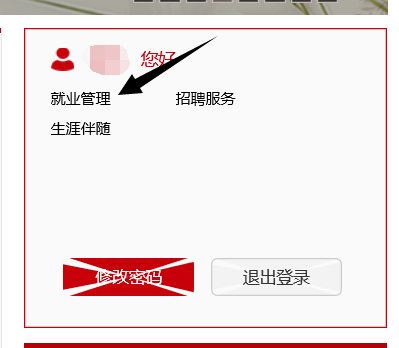 您好
就业管理 招聘服务
生涯伴随
修改密码 退出登录